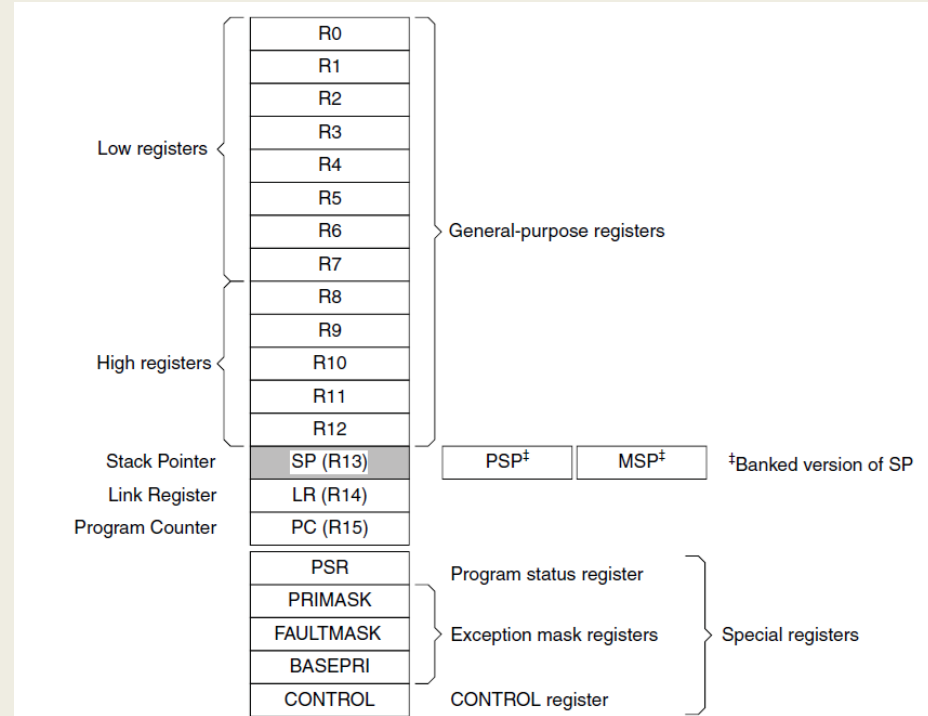 R0
R1
R2
R3
Low registers
R4
R5
R6
General-purpose registers
R7
R8
R9
High registers
R10
R11
R12
Stack Pointer SP (R13) PSP‡ MSP‡ ‡Banked version of SP
Link Register LR (R14)
Program Counter PC (R15)
PSR Program status register
PRIMASK
FAULTMASK Exception mask registers Special registers
BASEPRI
CONTROL CONTROL register